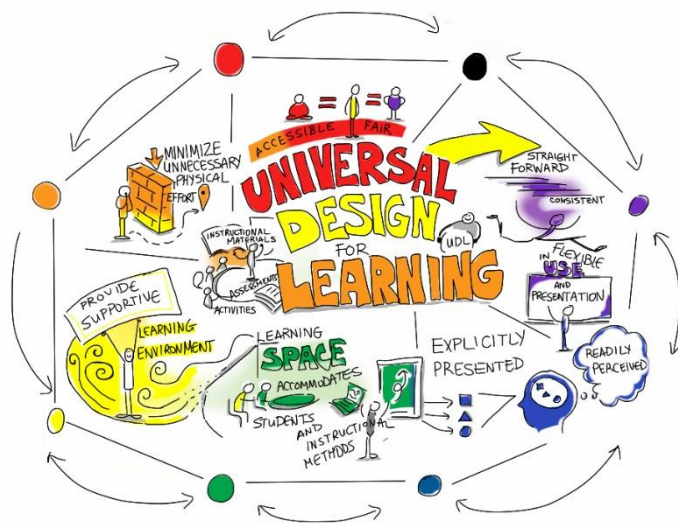 ACCESSIBLE FAIR
UNIVERSAL
DESIGN
FOR
LEARNING
UDL
STRAIGHT
FORWARD
CONSISTENT
FLEXIBLE
IN USE
AND
PRESENTATION
READILY
PERCEIVED
EXPLICITLY
PRESENTED
LEARNING
SPACE
ACCOMMODATES
STUDENTS
AND
INSTRUCTIONAL
METHODS
PROVIDE
SUPPORTIVE
LEARNING
ENVIRONMENT
MINIMIZE
UNNECESSARY
PHYSICAL
EFFORT
INSTRUCTIONAL
MATERIALS
ASSESSMENTS
ACTIVITIES